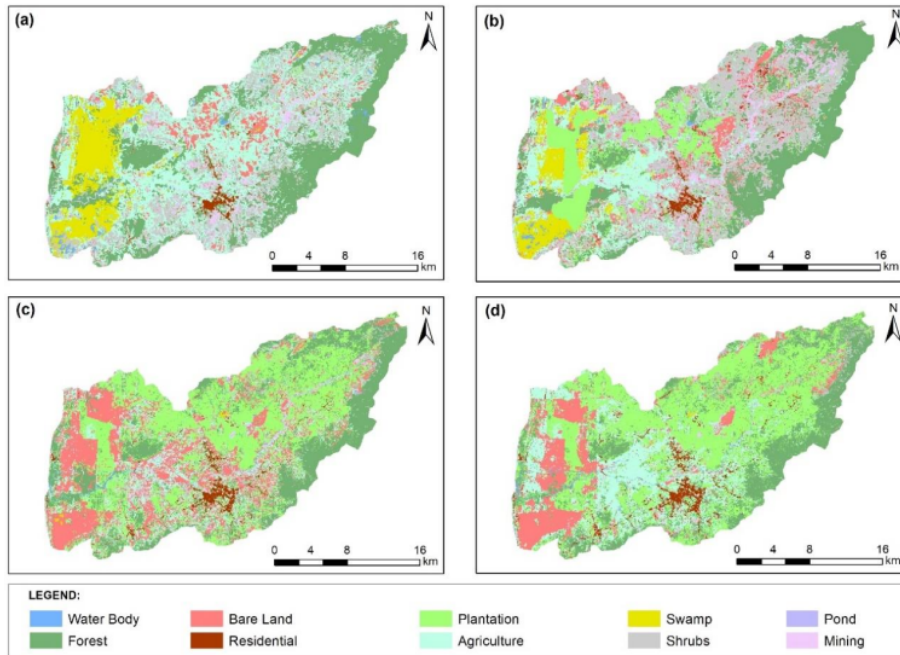 (a)
N
0 4 8 16
km
(b)
N
0 4 8 16
km
(c)
N
0 4 8 16
km
(d)
N
0 4 8 16
km
LEGEND:
Water Body Bare Land Plantation Swamp Pond
Forest Residential Agriculture Shrubs Mining